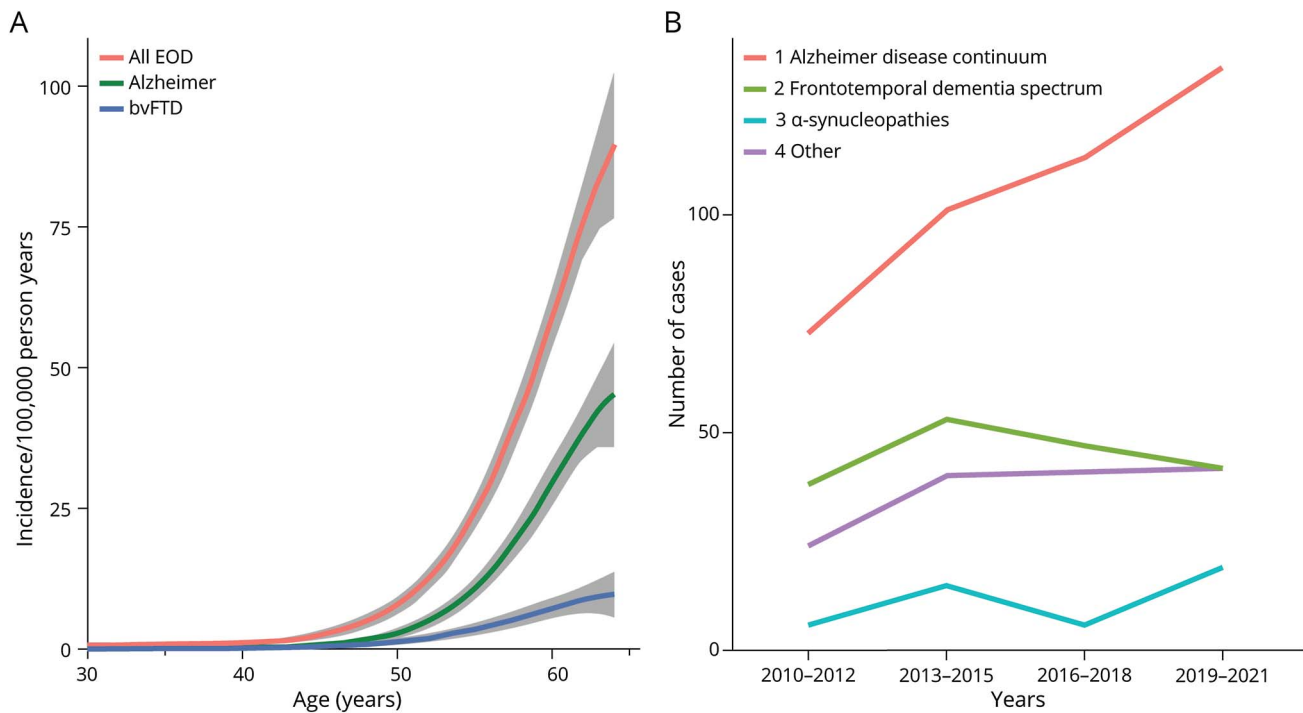 A
All EOD
Alzheimer
bvFTD
100
75
50
25
0
Incidence/100,000 person years
30
40
50
60
Age (years)
B
1 Alzheimer disease continuum
2 Frontotemporal dementia spectrum
3 α-synucleopathies
4 Other
100
50
0
Number of cases
2010–2012
2013–2015
2016–2018
2019–2021
Years